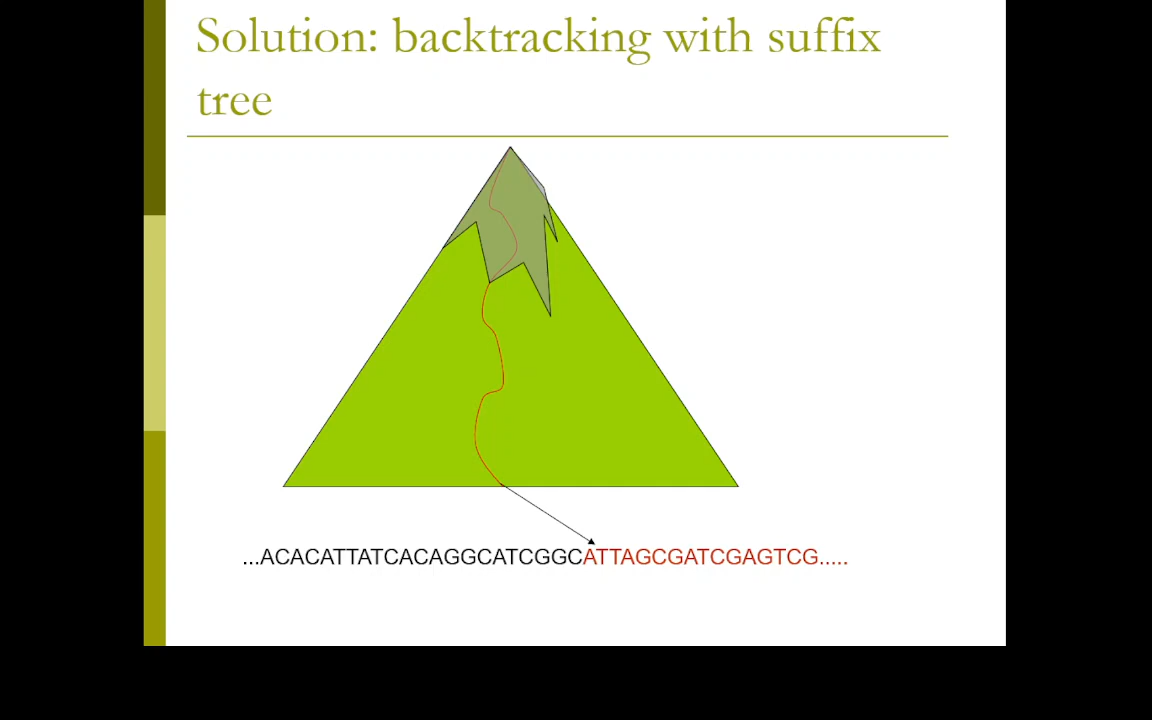 Solution: backtracking with suffix
tree
...ACACATTATCACAGGCATCGGCATTAGCGATCGAGTCG.....